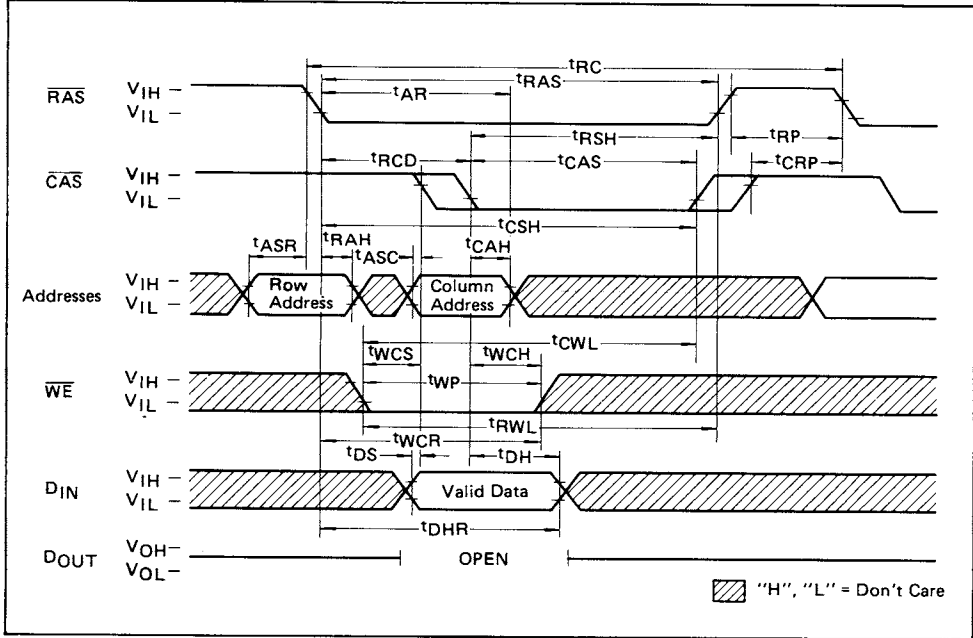 tRC
tRAS
tAR
RAS
VIH –
VIL –
tRSH
tRP
tRCD
tCAS
tCRP
CAS
VIH –
VIL –
tCSH
tASR
tRAH
tASC
tCAH
Addresses
VIH –
VIL –
Row Address
Column Address
tCWL
tWCS
tWCH
WE
VIH –
VIL –
tWP
tRWL
tWCR
tDS
tDH
DIN
VIH –
VIL –
Valid Data
tDHR
DOUT
VOH –
VOL –
OPEN
"H", "L" = Don't Care